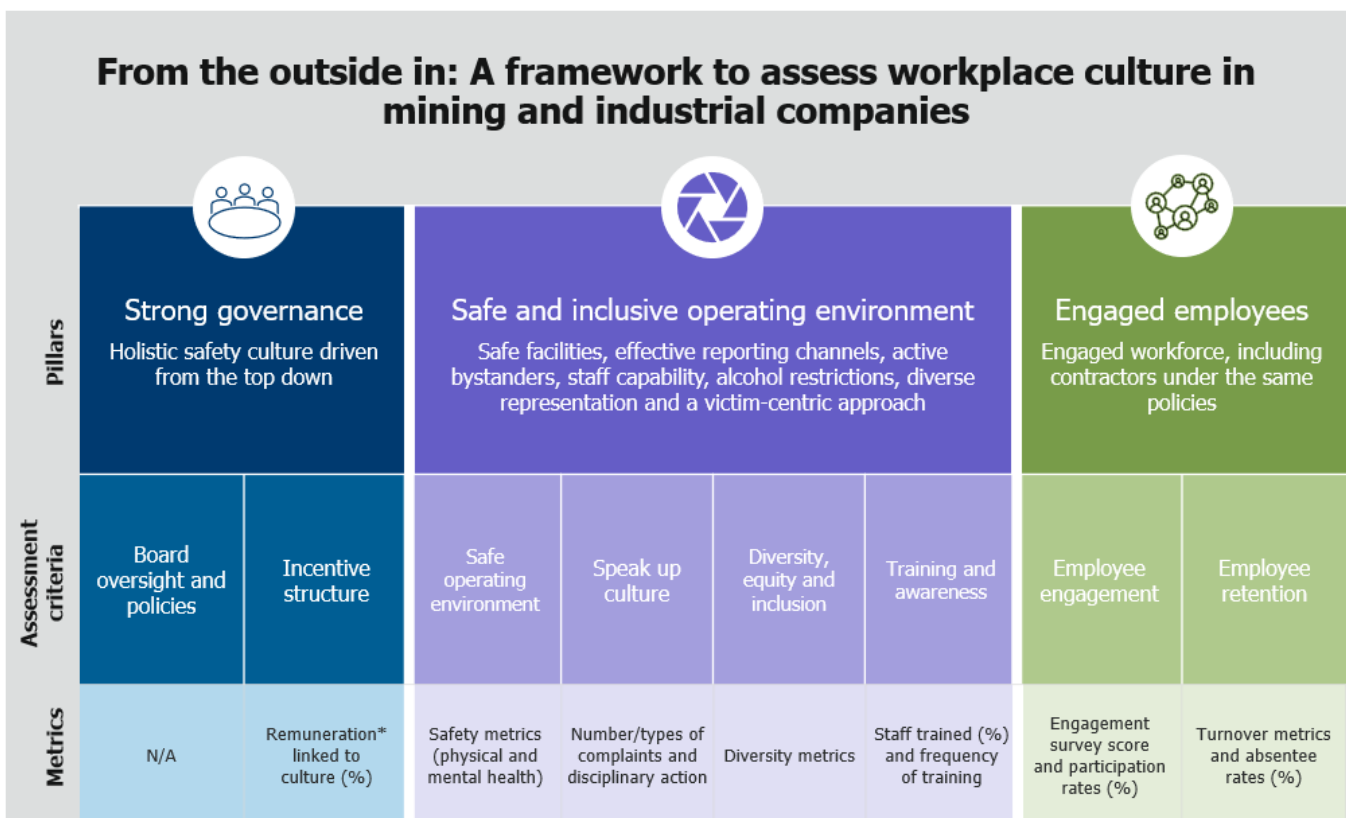 From the outside in: A framework to assess workplace culture in
mining and industrial companies
Pillars
Strong governance
Holistic safety culture driven
from the top down
Safe and inclusive operating environment
Safe facilities, effective reporting channels, active
bystanders, staff capability, alcohol restrictions, diverse
representation and a victim-centric approach
Engaged employees
Engaged workforce, including
contractors under the same
policies
Assessment
criteria
Board
oversight and
policies
Incentive
structure
Safe
operating
environment
Speak up
culture
Diversity,
equity and
inclusion
Training and
awareness
Employee
engagement
Employee
retention
Metrics
N/A
Remuneration*
linked to
culture (%)
Safety metrics
(physical and
mental health)
Number/types of
complaints and
disciplinary action
Diversity metrics
Staff trained (%)
and frequency
of training
Engagement
survey score
and participation
rates (%)
Turnover metrics
and absentee
rates (%)